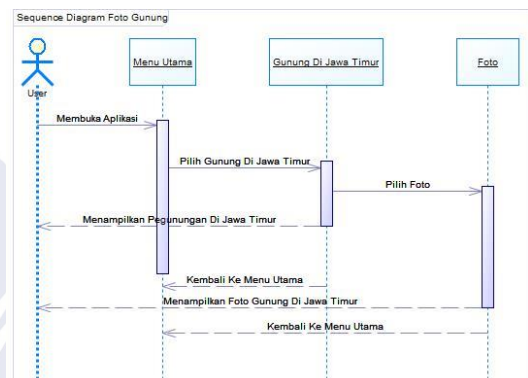 Sequence Diagram Foto Gunung
Menu Utama
Gunung Di Jawa Timur
Foto
User
Membuka Aplikasi
Pilih Gunung Di Jawa Timur
Pilih Foto
Menampilkan Pegunungan Di Jawa Timur
Kembali Ke Menu Utama
Menampilkan Foto Gunung Di Jawa Timur
Kembali Ke Menu Utama